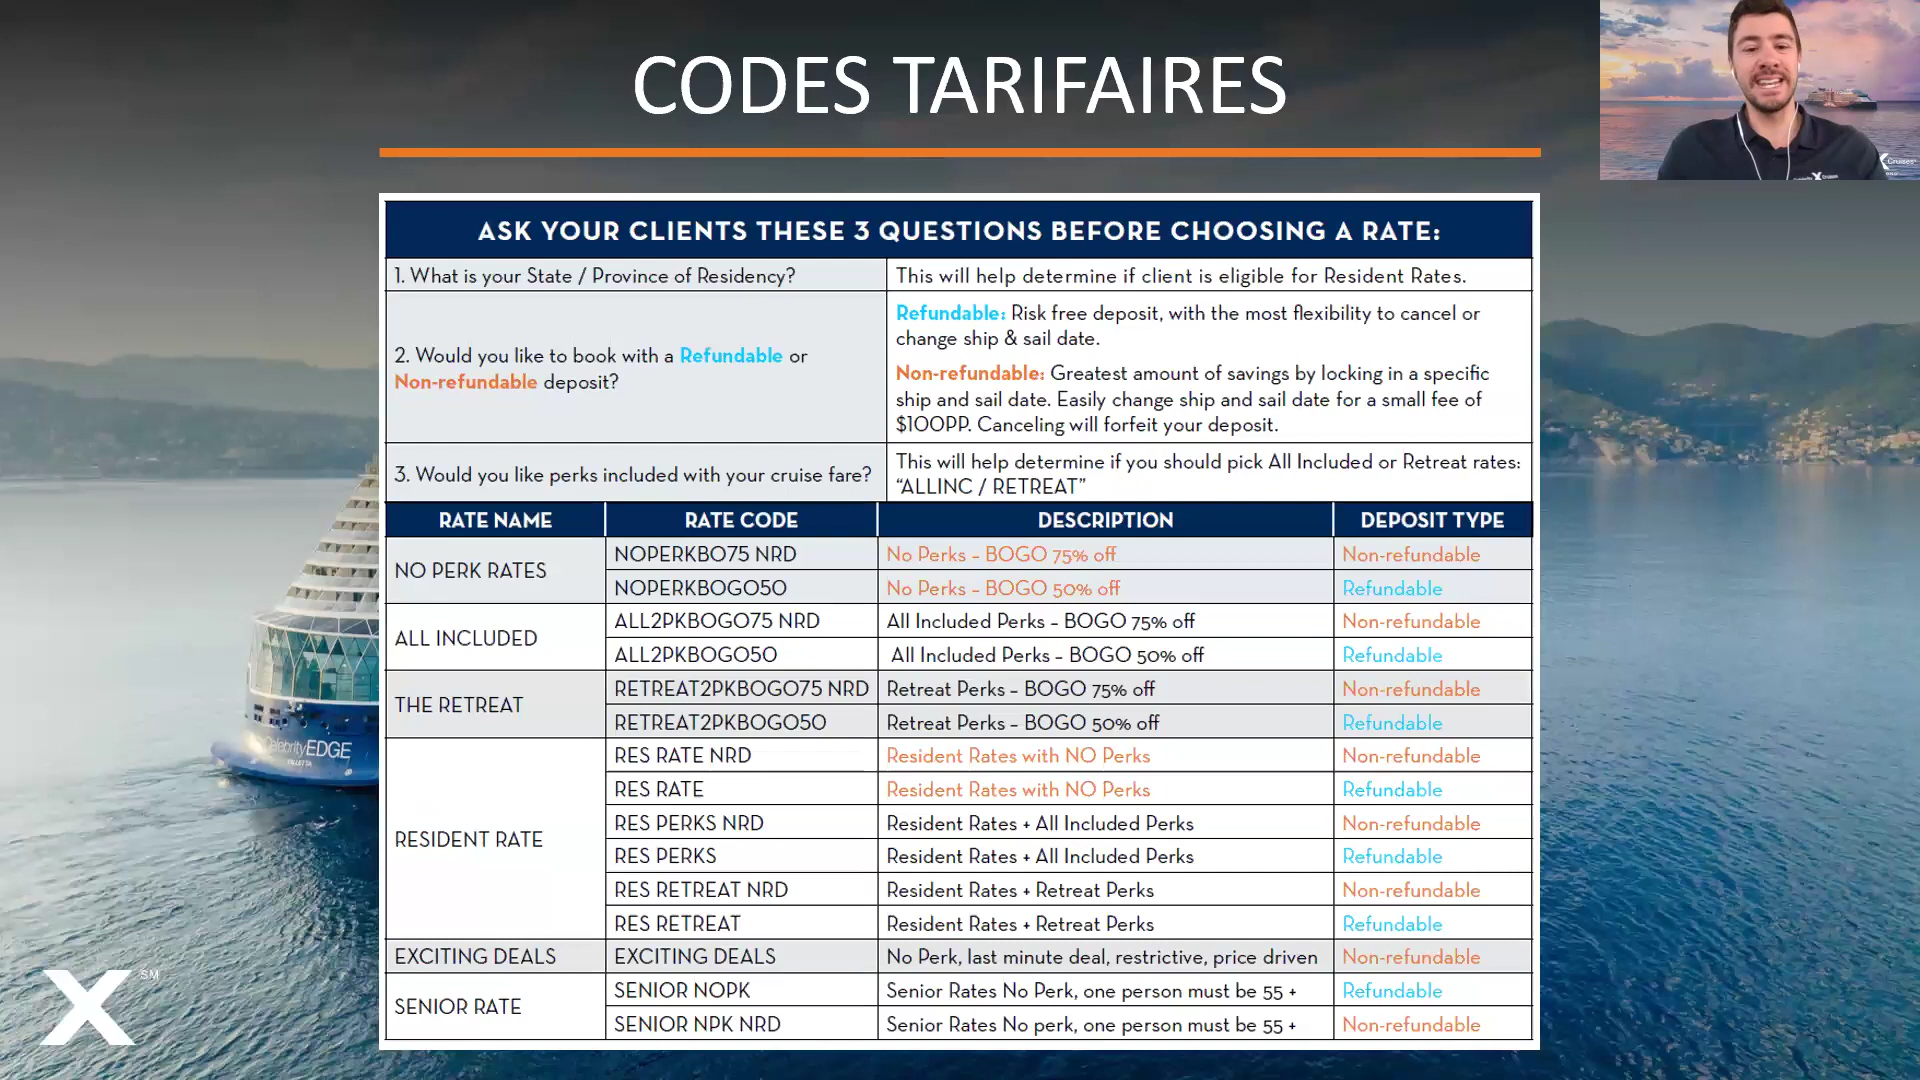 CODES TARIFAIRES
ASK YOUR CLIENTS THESE 3 QUESTIONS BEFORE CHOOSING A RATE:
1. What is your State / Province of Residency?
This will help determine if client is eligible for Resident Rates.
2. Would you like to book with a Refundable or
Non-refundable deposit?
Refundable: Risk free deposit, with the most flexibility to cancel or
change ship & sail date.
Non-refundable: Greatest amount of savings by locking in a specific
ship and sail date. Easily change ship and sail date for a small fee of
$100PP. Canceling will forfeit your deposit.
3. Would you like perks included with your cruise fare?
This will help determine if you should pick All Included or Retreat rates:
“ALLINC / RETREAT”
RATE NAME RATE CODE DESCRIPTION DEPOSIT TYPE
NO PERK RATES
NOPERKBO75 NRD No Perks – BOGO 75% off Non-refundable
NOPERKBOGO50 No Perks – BOGO 50% off Refundable
ALL INCLUDED
ALL2PKBOGO75 NRD All Included Perks – BOGO 75% off Non-refundable
ALL2PKBOGO50 All Included Perks – BOGO 50% off Refundable
THE RETREAT
RETREAT2PKBOGO75 NRD Retreat Perks – BOGO 75% off Non-refundable
RETREAT2PKBOGO50 Retreat Perks – BOGO 50% off Refundable
RESIDENT RATE
RES RATE NRD Resident Rates with NO Perks Non-refundable
RES RATE Resident Rates with NO Perks Refundable
RES PERKS NRD Resident Rates + All Included Perks Non-refundable
RES PERKS Resident Rates + All Included Perks Refundable
RES RETREAT NRD Resident Rates + Retreat Perks Non-refundable
RES RETREAT Resident Rates + Retreat Perks Refundable
EXCITING DEALS EXCITING DEALS No Perk, last minute deal, restrictive, price driven Non-refundable
SENIOR RATE
SENIOR NOPK Senior Rates No Perk, one person must be 55 + Refundable
SENIOR NPK NRD Senior Rates No perk, one person must be 55 + Non-refundable
Celebrity EDGE
VALLETTA
X SM
X Cruises